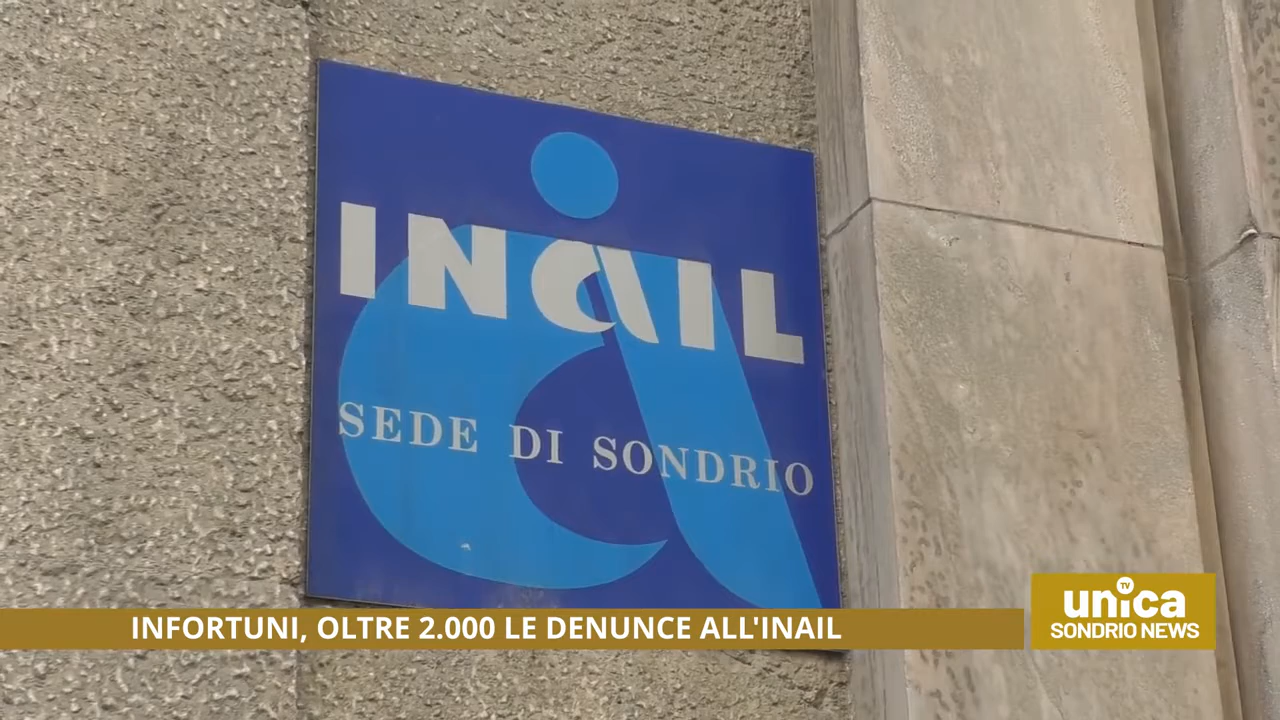 INAIL
SEDE DI SONDRIO
INFORTUNI, OLTRE 2.000 LE DENUNCE ALL'INAIL
TV
unica
SONDRIO NEWS